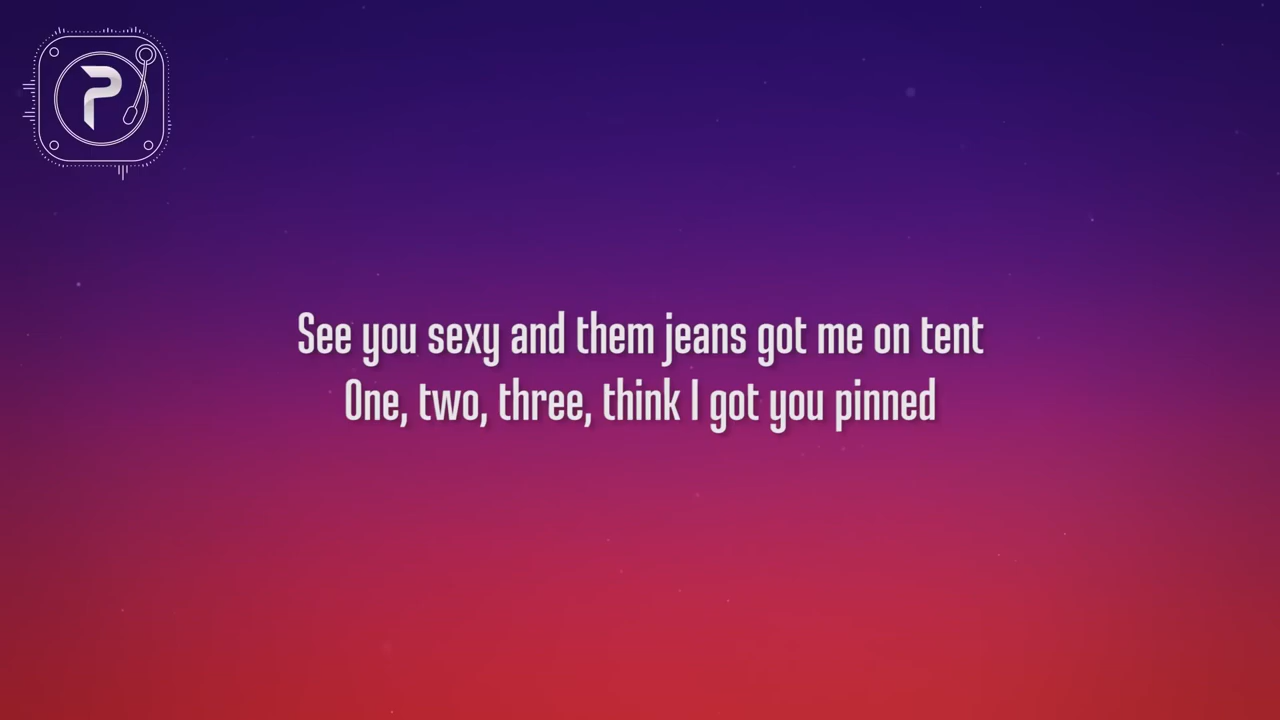 P
See you sexy and them jeans got me on tent
One, two, three, think I got you pinned